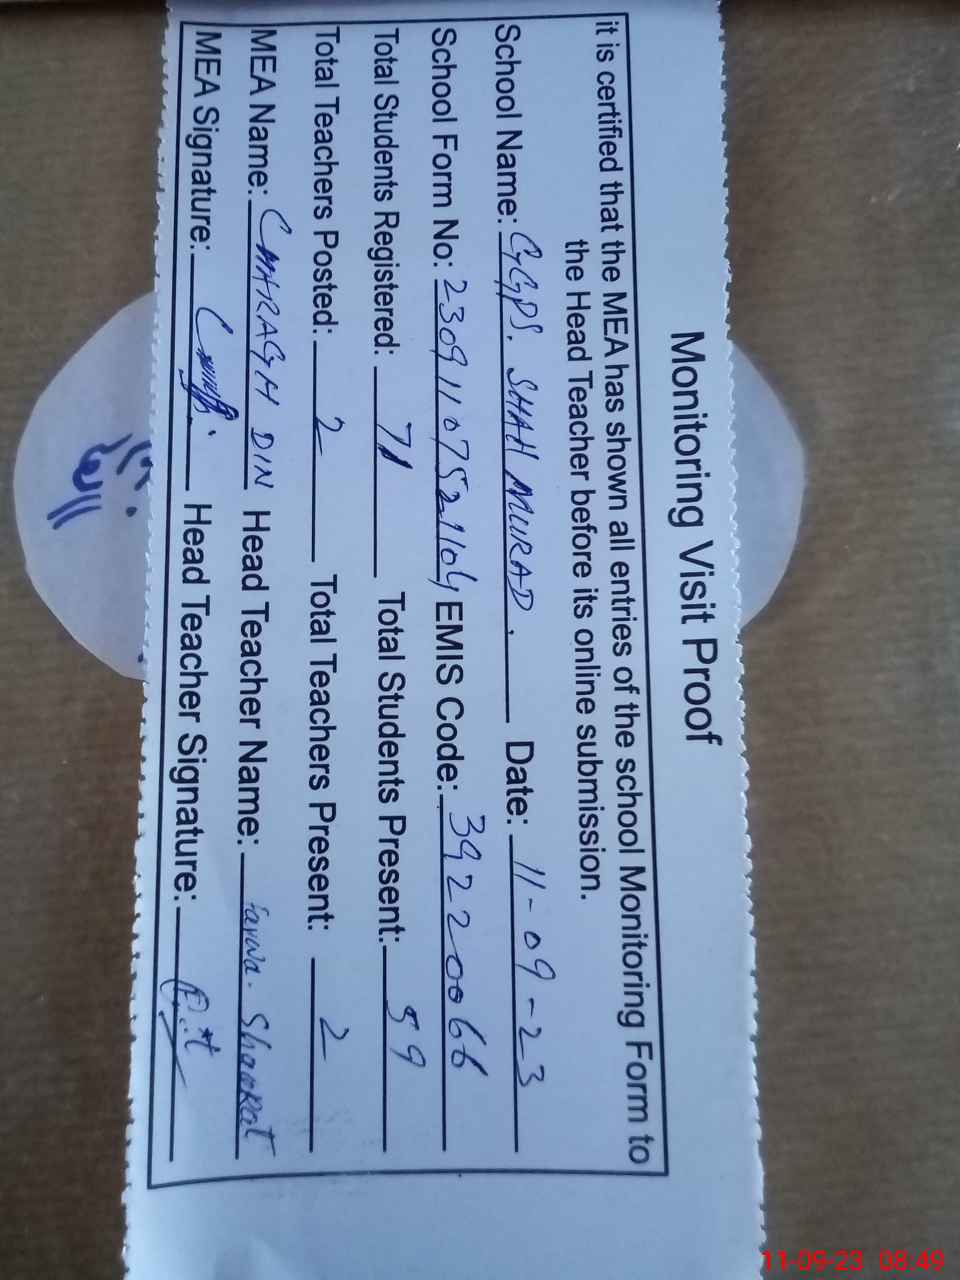 Monitoring Visit Proof
it is certified that the MEA has shown all entries of the school Monitoring Form to
the Head Teacher before its online submission.
School Name: GGPS. SHAH MURAD. Date: 11-09-23
School Form No: 23091107521104 EMIS Code: 39220066
Total Students Registered: 71 Total Students Present: 59
Total Teachers Posted: 2 Total Teachers Present: 2
MEA Name: CHARAGH DIN Head Teacher Name: Farwa. Shaukat
MEA Signature: Head Teacher Signature:
11-09-23 08:49